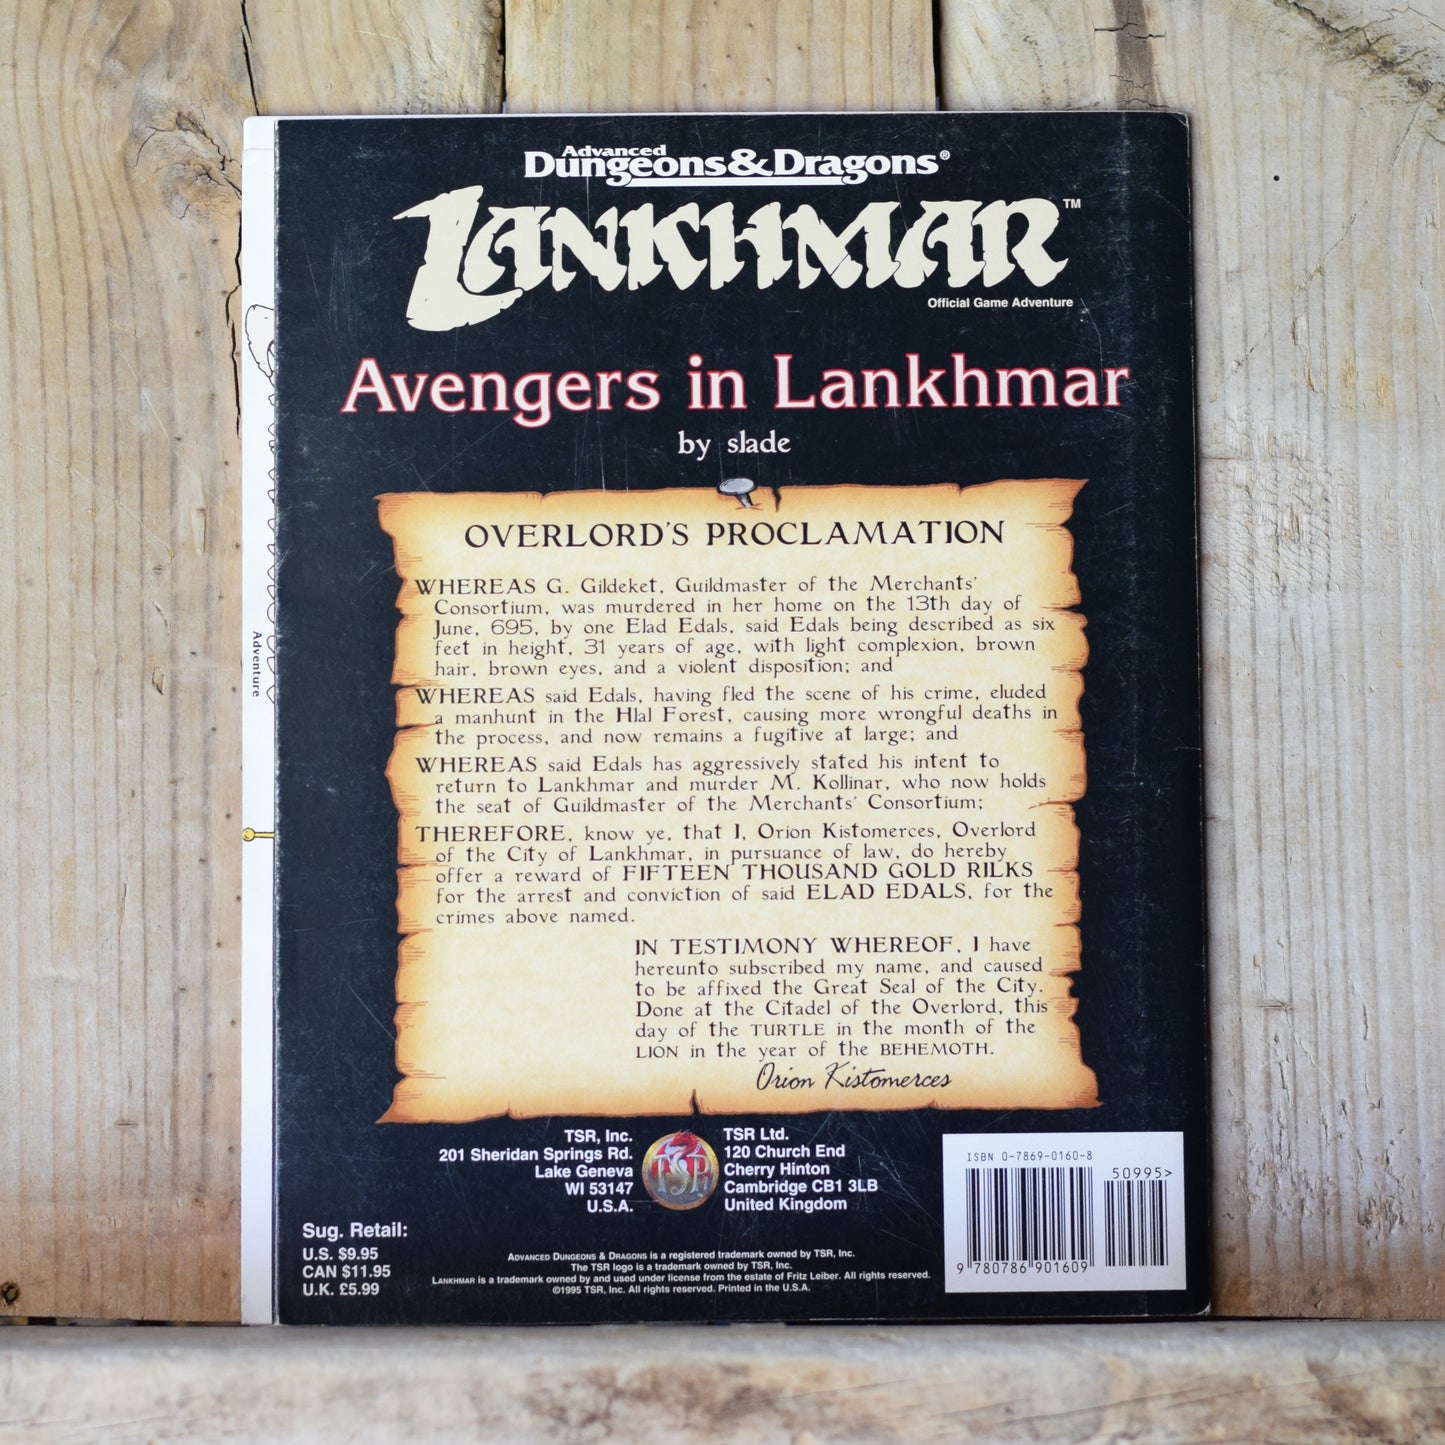 Advanced
Dungeons&Dragons®
LANKHMAR™
Official Game Adventure
Avengers in Lankhmar
by slade
OVERLORD'S PROCLAMATION
WHEREAS G. Gildeket, Guildmaster of the Merchants'
Consortium, was murdered in her home on the 13th day of
June, 695, by one Elad Edals, said Edals being described as six
feet in height, 31 years of age, with light complexion, brown
hair, brown eyes, and a violent disposition; and
WHEREAS said Edals, having fled the scene of his crime, eluded
a manhunt in the Hlal Forest, causing more wrongful deaths in
the process, and now remains a fugitive at large; and
WHEREAS said Edals has aggressively stated his intent to
return to Lankhmar and murder M. Kollinar, who now holds
the seat of Guildmaster of the Merchants' Consortium;
THEREFORE, know ye, that I, Orion Kistomerces, Overlord
of the City of Lankhmar, in pursuance of law, do hereby
offer a reward of FIFTEEN THOUSAND GOLD RILKS
for the arrest and conviction of said ELAD EDALS, for the
crimes above named.
IN TESTIMONY WHEREOF, I have
hereunto subscribed my name, and caused
to be affixed the Great Seal of the City.
Done at the Citadel of the Overlord, this
day of the TURTLE in the month of the
LION in the year of the BEHEMOTH.
Orion Kistomerces
Adventure
TSR, Inc.
201 Sheridan Springs Rd.
Lake Geneva
WI 53147
U.S.A.
TSR
TSR Ltd.
120 Church End
Cherry Hinton
Cambridge CB1 3LB
United Kingdom
ISBN 0-7869-0160-8
50995>
9 780786 901609
Sug. Retail:
U.S. $9.95
CAN $11.95
U.K. £5.99
ADVANCED DUNGEONS & DRAGONS is a registered trademark owned by TSR, Inc.
The TSR logo is a trademark owned by TSR, Inc.
LANKHMAR is a trademark owned by and used under license from the estate of Fritz Leiber. All rights reserved.
©1995 TSR, Inc. All rights reserved. Printed in the U.S.A.